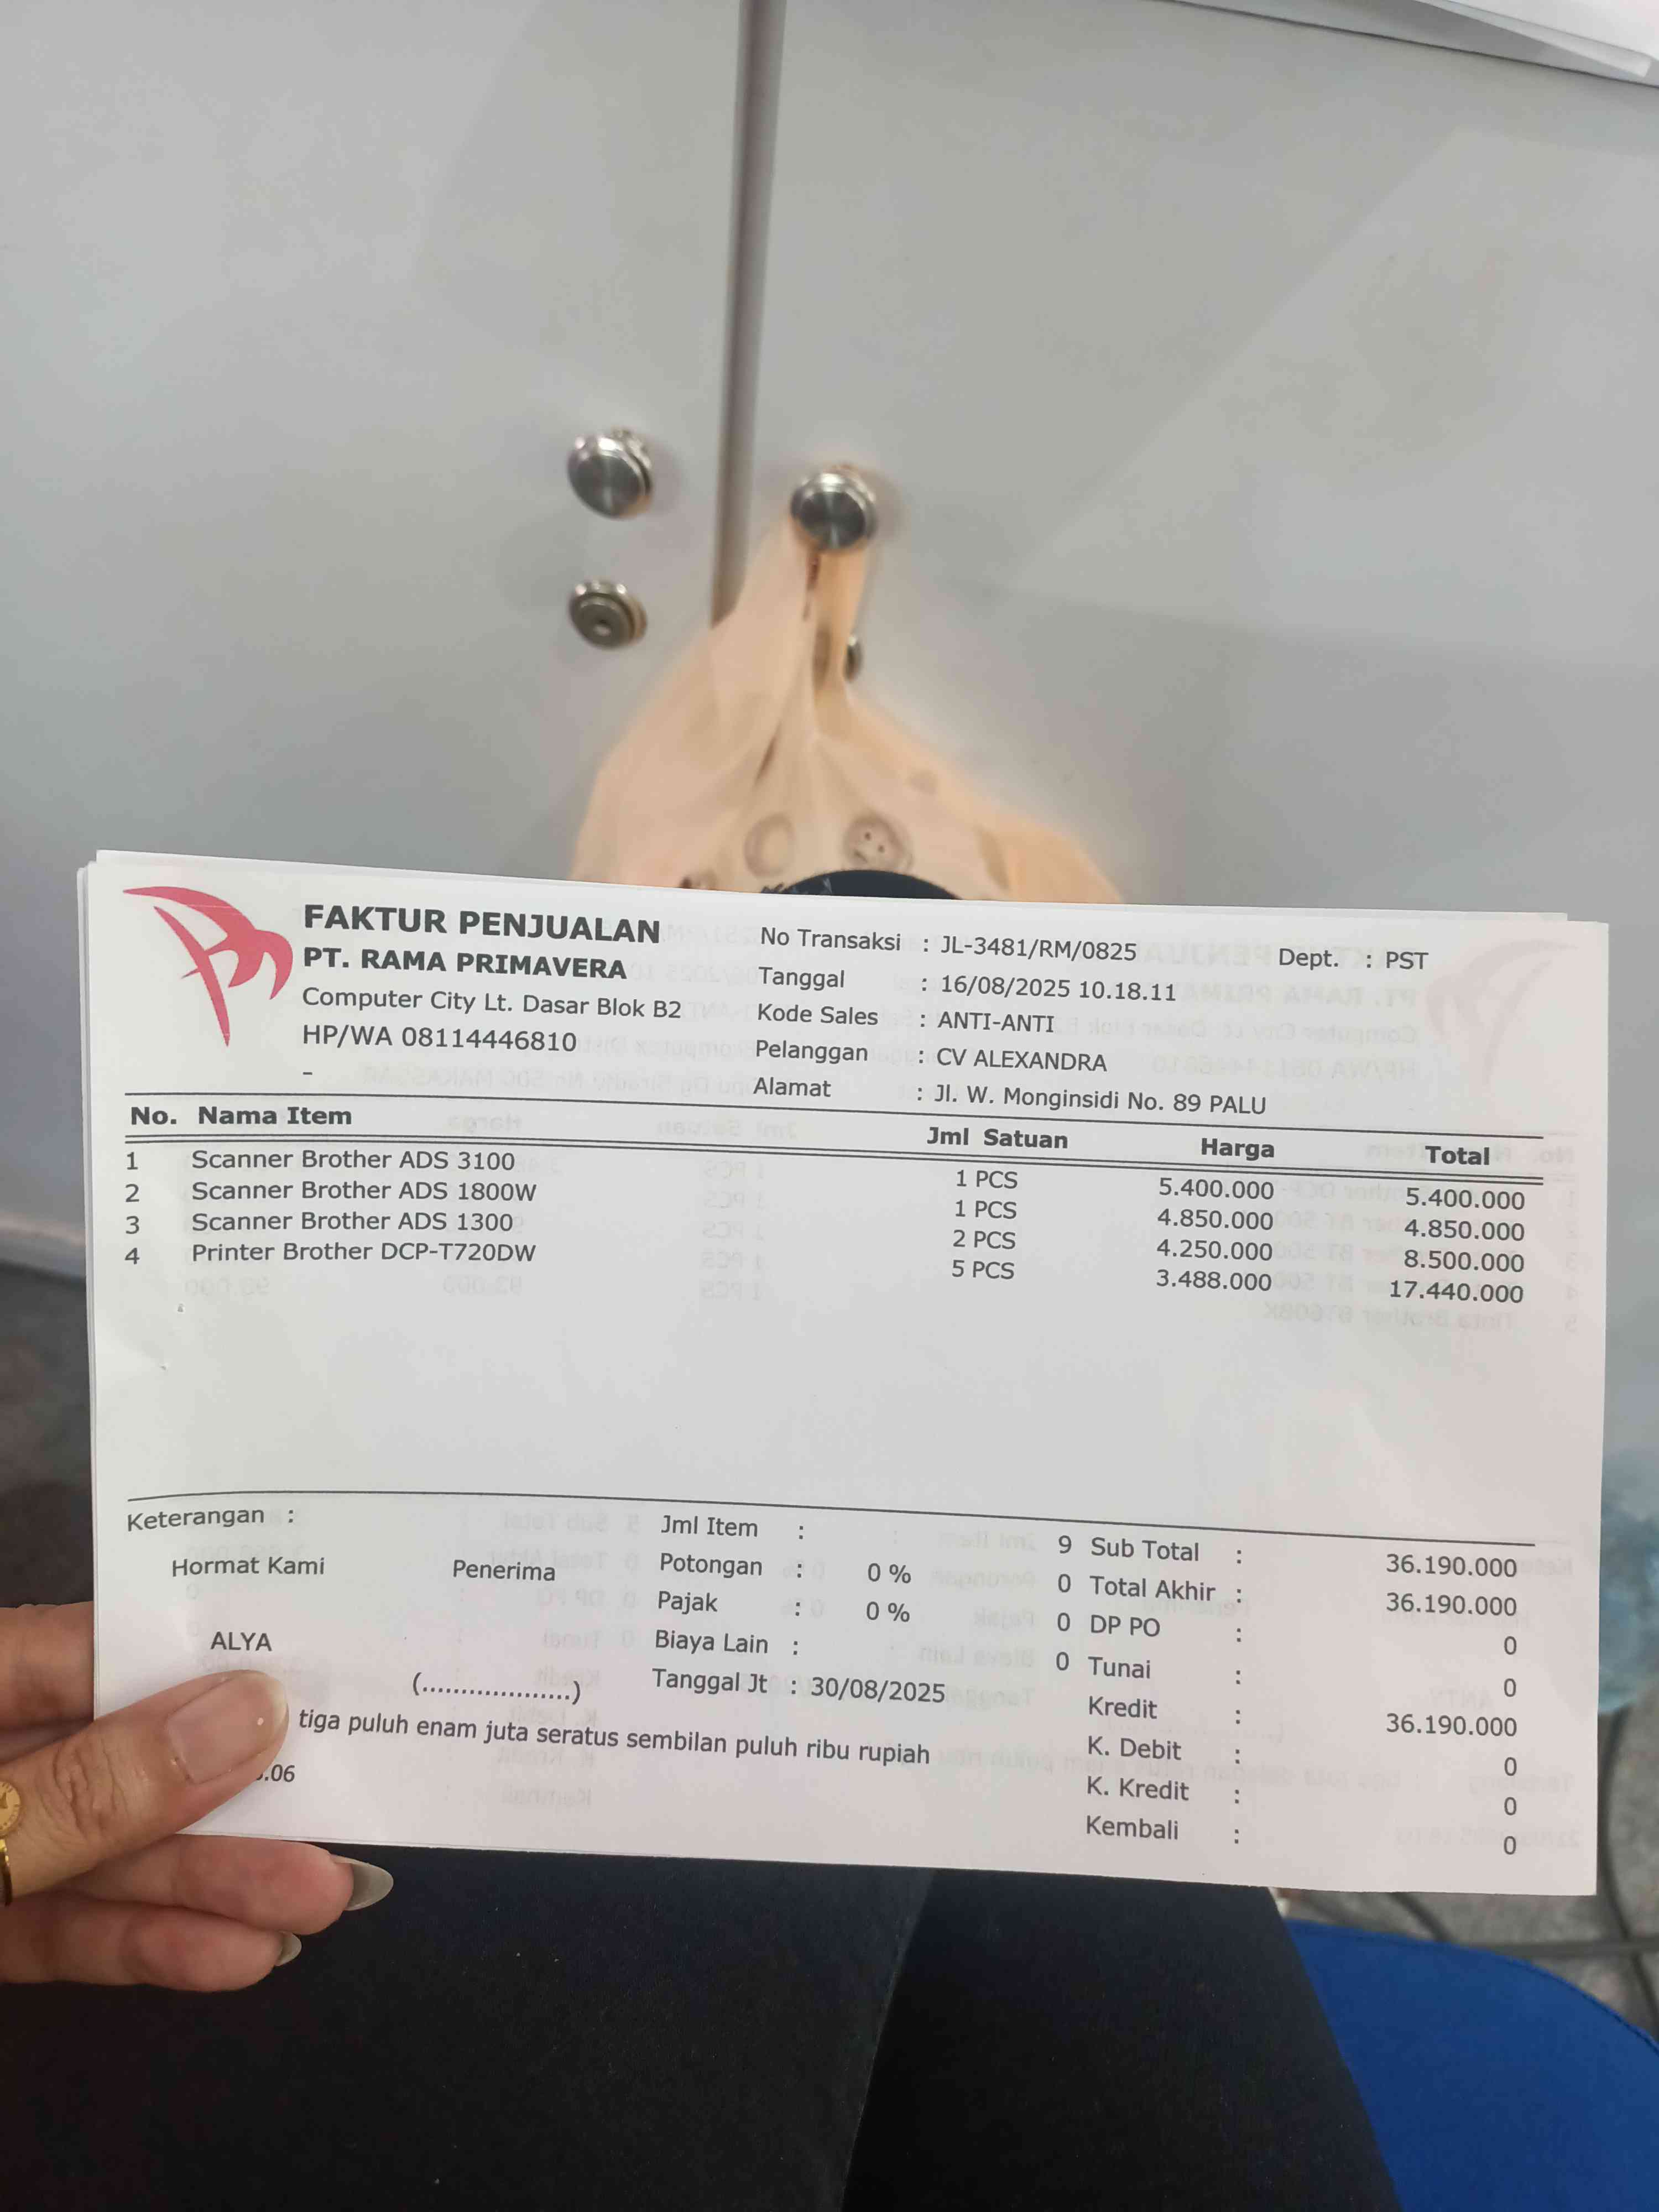 FAKTUR PENJUALAN
PT. RAMA PRIMAVERA
Computer City Lt. Dasar Blok B2
HP/WA 08114446810
-
No Transaksi : JL-3481/RM/0825 Dept. : PST
Tanggal : 16/08/2025 10.18.11
Kode Sales : ANTI-ANTI
Pelanggan : CV ALEXANDRA
Alamat : Jl. W. Monginsidi No. 89 PALU
No. Nama Item Jml Satuan Harga Total
1 Scanner Brother ADS 3100 1 PCS 5.400.000 5.400.000
2 Scanner Brother ADS 1800W 1 PCS 4.850.000 4.850.000
3 Scanner Brother ADS 1300 2 PCS 4.250.000 8.500.000
4 Printer Brother DCP-T720DW 5 PCS 3.488.000 17.440.000
Keterangan :
Hormat Kami Penerima
ALYA
(...................)
Jml Item : 9
Potongan : 0 % 0
Pajak : 0 % 0
Biaya Lain : 0
Tanggal Jt : 30/08/2025
Sub Total : 36.190.000
Total Akhir : 36.190.000
DP PO : 0
Tunai : 0
Kredit : 36.190.000
K. Debit : 0
K. Kredit : 0
Kembali : 0
tiga puluh enam juta seratus sembilan puluh ribu rupiah
.06